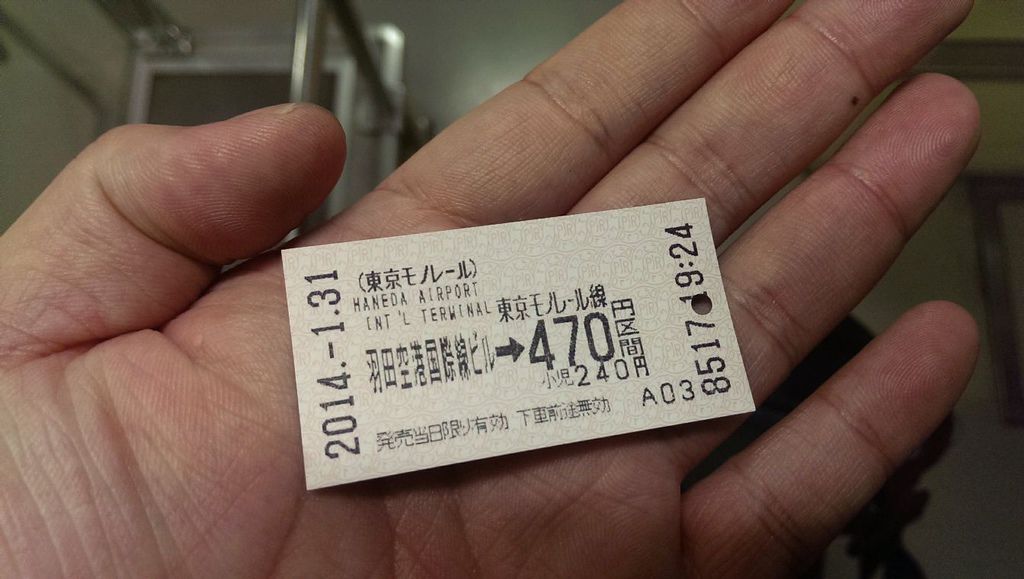 2014.-1.31
(東京モノレール)
HANEDA AIRPORT
INT'L TERMINAL
東京モノレール線
羽田空港国際線ビル➡470円区間
小児240円
発売当日限り有効 下車前途無効
A03
8517 19:24